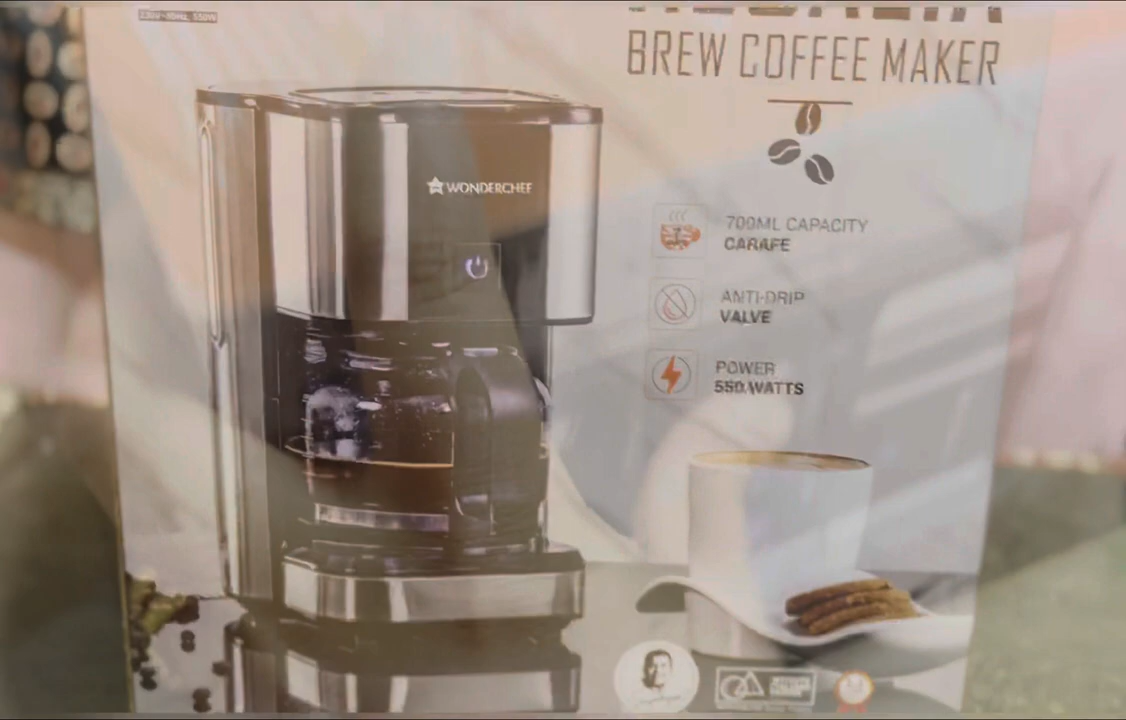 BREW COFFEE MAKER
WONDERCHEF
700ML CAPACITY
CARAFE
ANTI-DRIP
VALVE
POWER
550 WATTS